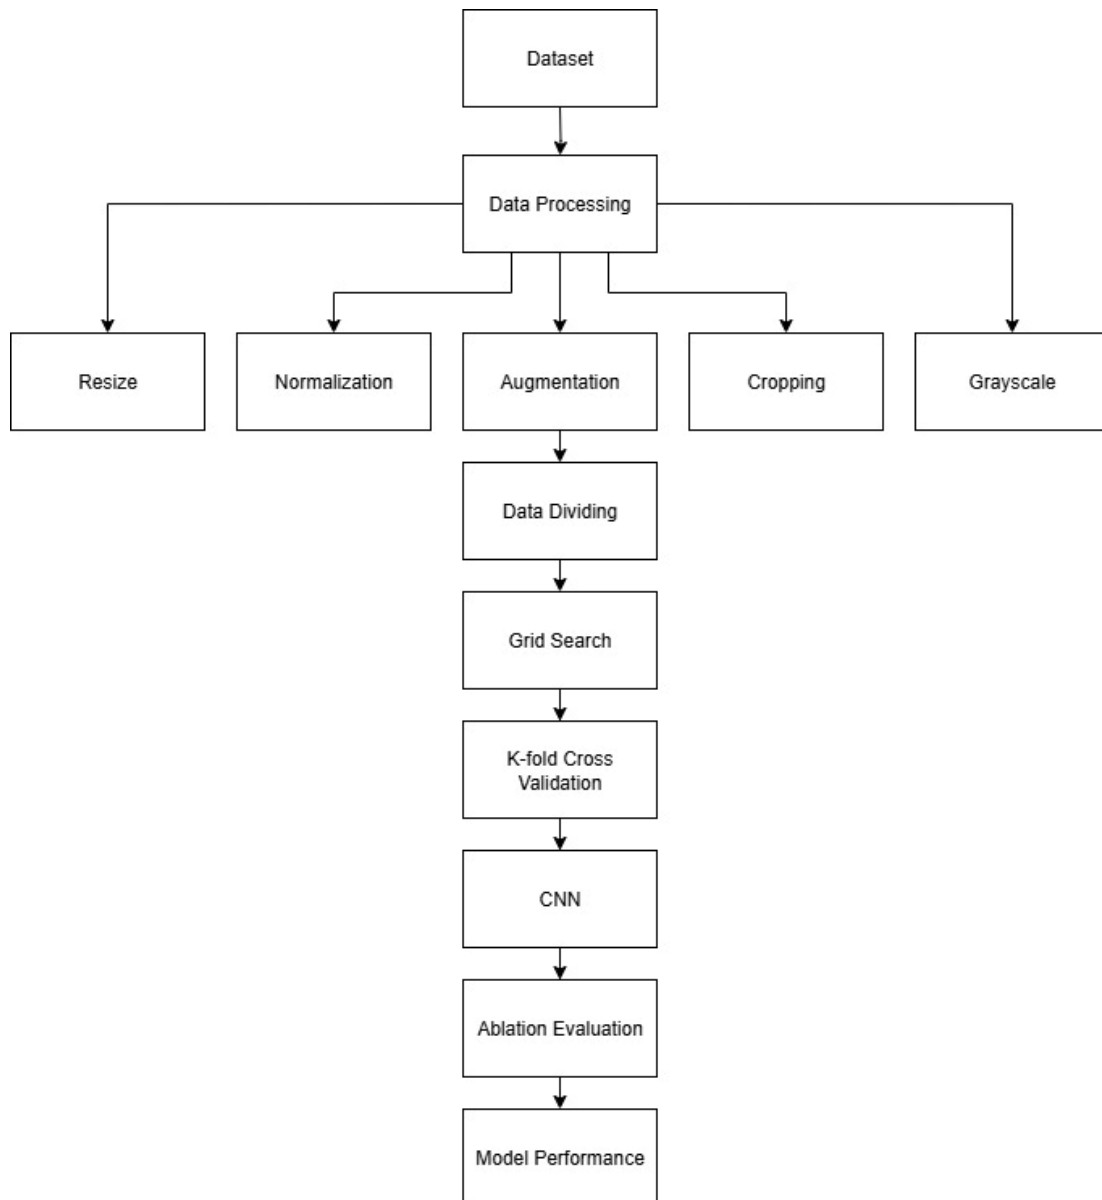 Dataset
Data Processing
Resize
Normalization
Augmentation
Cropping
Grayscale
Data Dividing
Grid Search
K-fold Cross
Validation
CNN
Ablation Evaluation
Model Performance